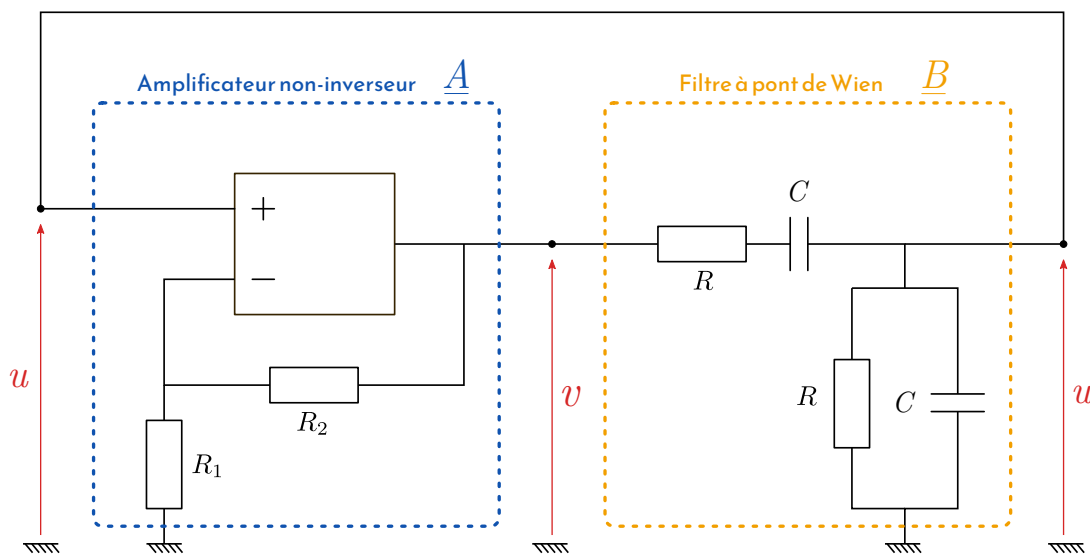 Amplificateur non-inverseur A
Filtre à pont de Wien B
C
+
R
−
u
v
R
C
u
R₂
R₁